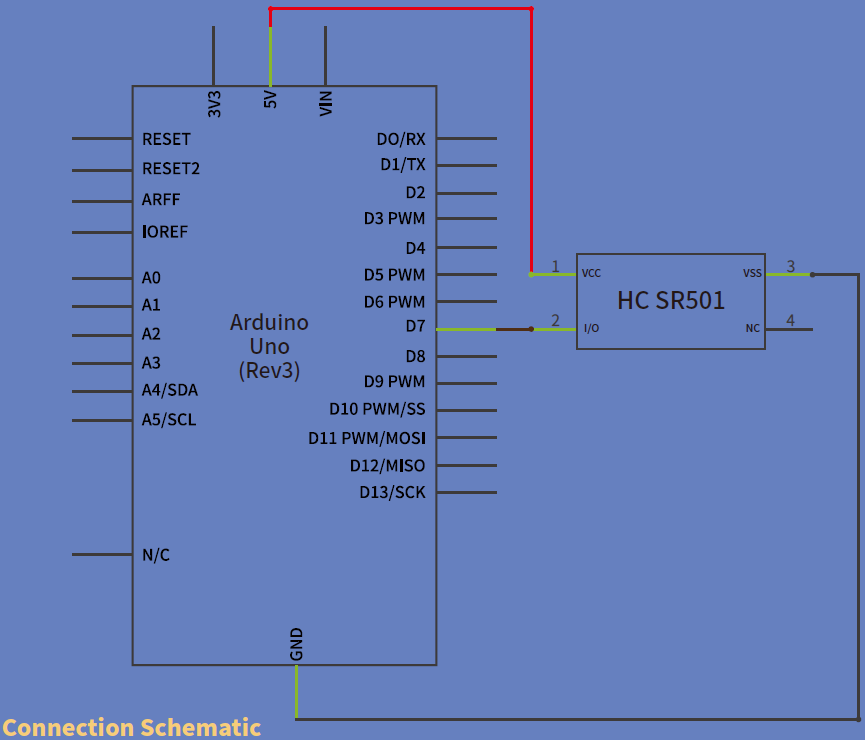 3V3
5V
VIN
RESET
RESET2
ARFF
IOREF
A0
A1
A2
A3
A4/SDA
A5/SCL
N/C
Arduino
Uno
(Rev3)
DO/RX
D1/TX
D2
D3 PWM
D4
D5 PWM
D6 PWM
D7
D8
D9 PWM
D10 PWM/SS
D11 PWM/MOSI
D12/MISO
D13/SCK
GND
1
VCC
2
I/O
HC SR501
VSS
3
NC
4
Connection Schematic